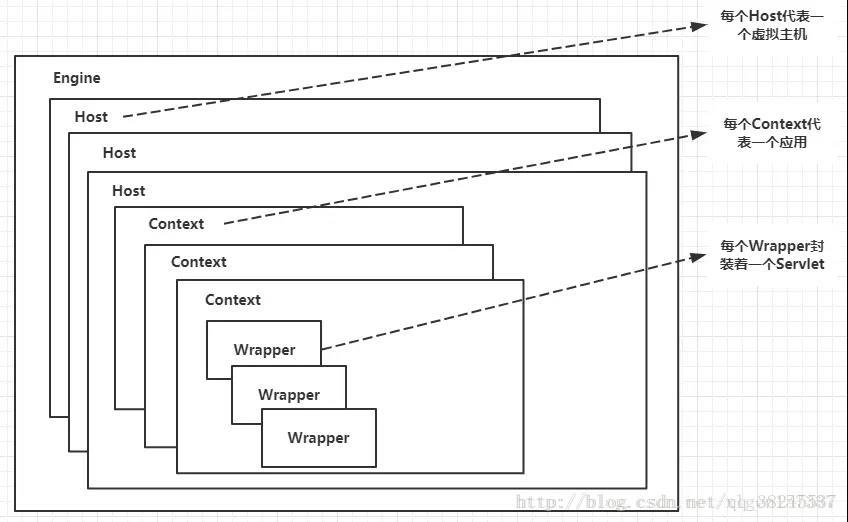 每个Host代表一
个虚拟主机
Engine
Host
Host
每个Context代
表一个应用
Host
Context
Context
每个Wrapper封
装着一个Servlet
Context
Wrapper
Wrapper
Wrapper
http://blog.csdn.net/